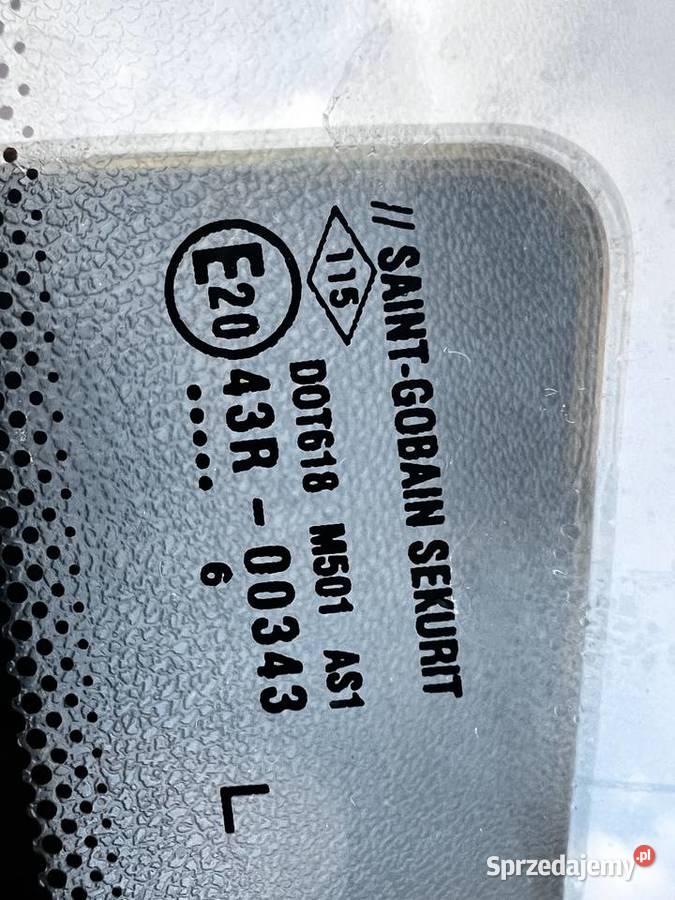 // SAINT-GOBAIN SEKURIT
115
DOT618 M501 AS1
E20 43R-00343
..... 6
L
Sprzedajemy.pl